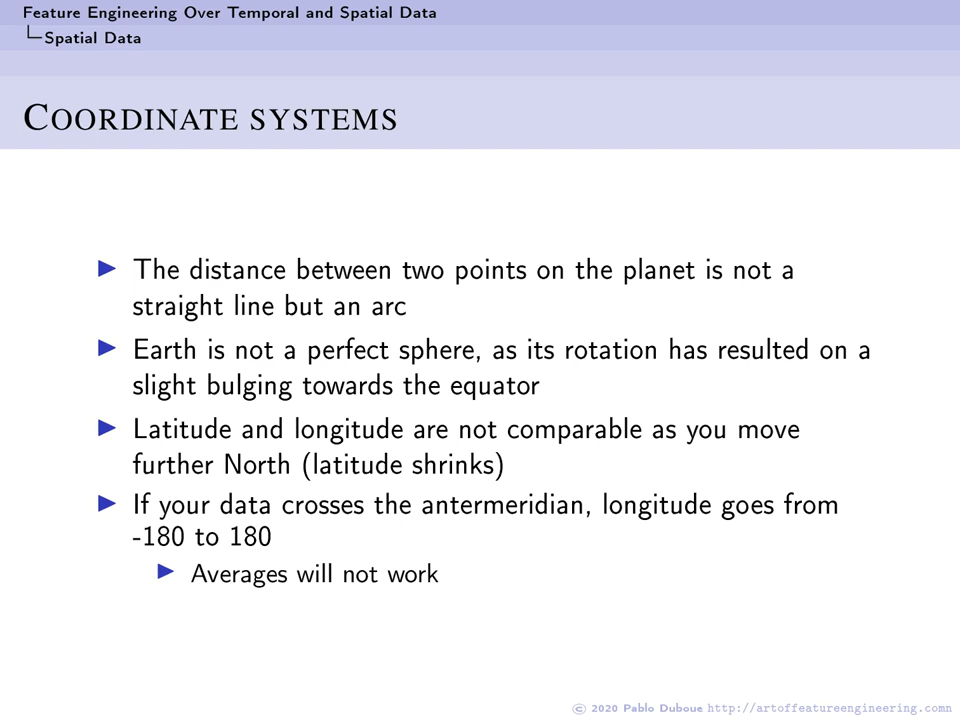 Feature Engineering Over Temporal and Spatial Data
Spatial Data
COORDINATE SYSTEMS
The distance between two points on the planet is not a
straight line but an arc
Earth is not a perfect sphere, as its rotation has resulted on a
slight bulging towards the equator
Latitude and longitude are not comparable as you move
further North (latitude shrinks)
If your data crosses the antermeridian, longitude goes from
-180 to 180
Averages will not work
© 2020 Pablo Duboue http://artoffeatureengineering.comn